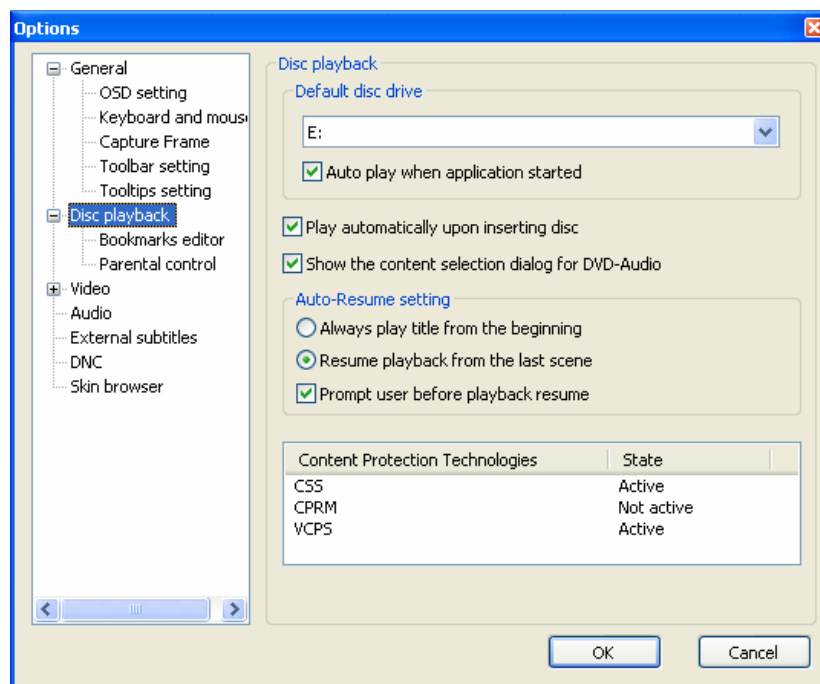 Options
General
OSD setting
Keyboard and mous
Capture Frame
Toolbar setting
Tooltips setting
Disc playback
Bookmarks editor
Parental control
Video
Audio
External subtitles
DNC
Skin browser
Disc playback
Default disc drive
E:
Auto play when application started
Play automatically upon inserting disc
Show the content selection dialog for DVD-Audio
Auto-Resume setting
Always play title from the beginning
Resume playback from the last scene
Prompt user before playback resume
Content Protection Technologies State
CSS Active
CPRM Not active
VCPS Active
OK Cancel